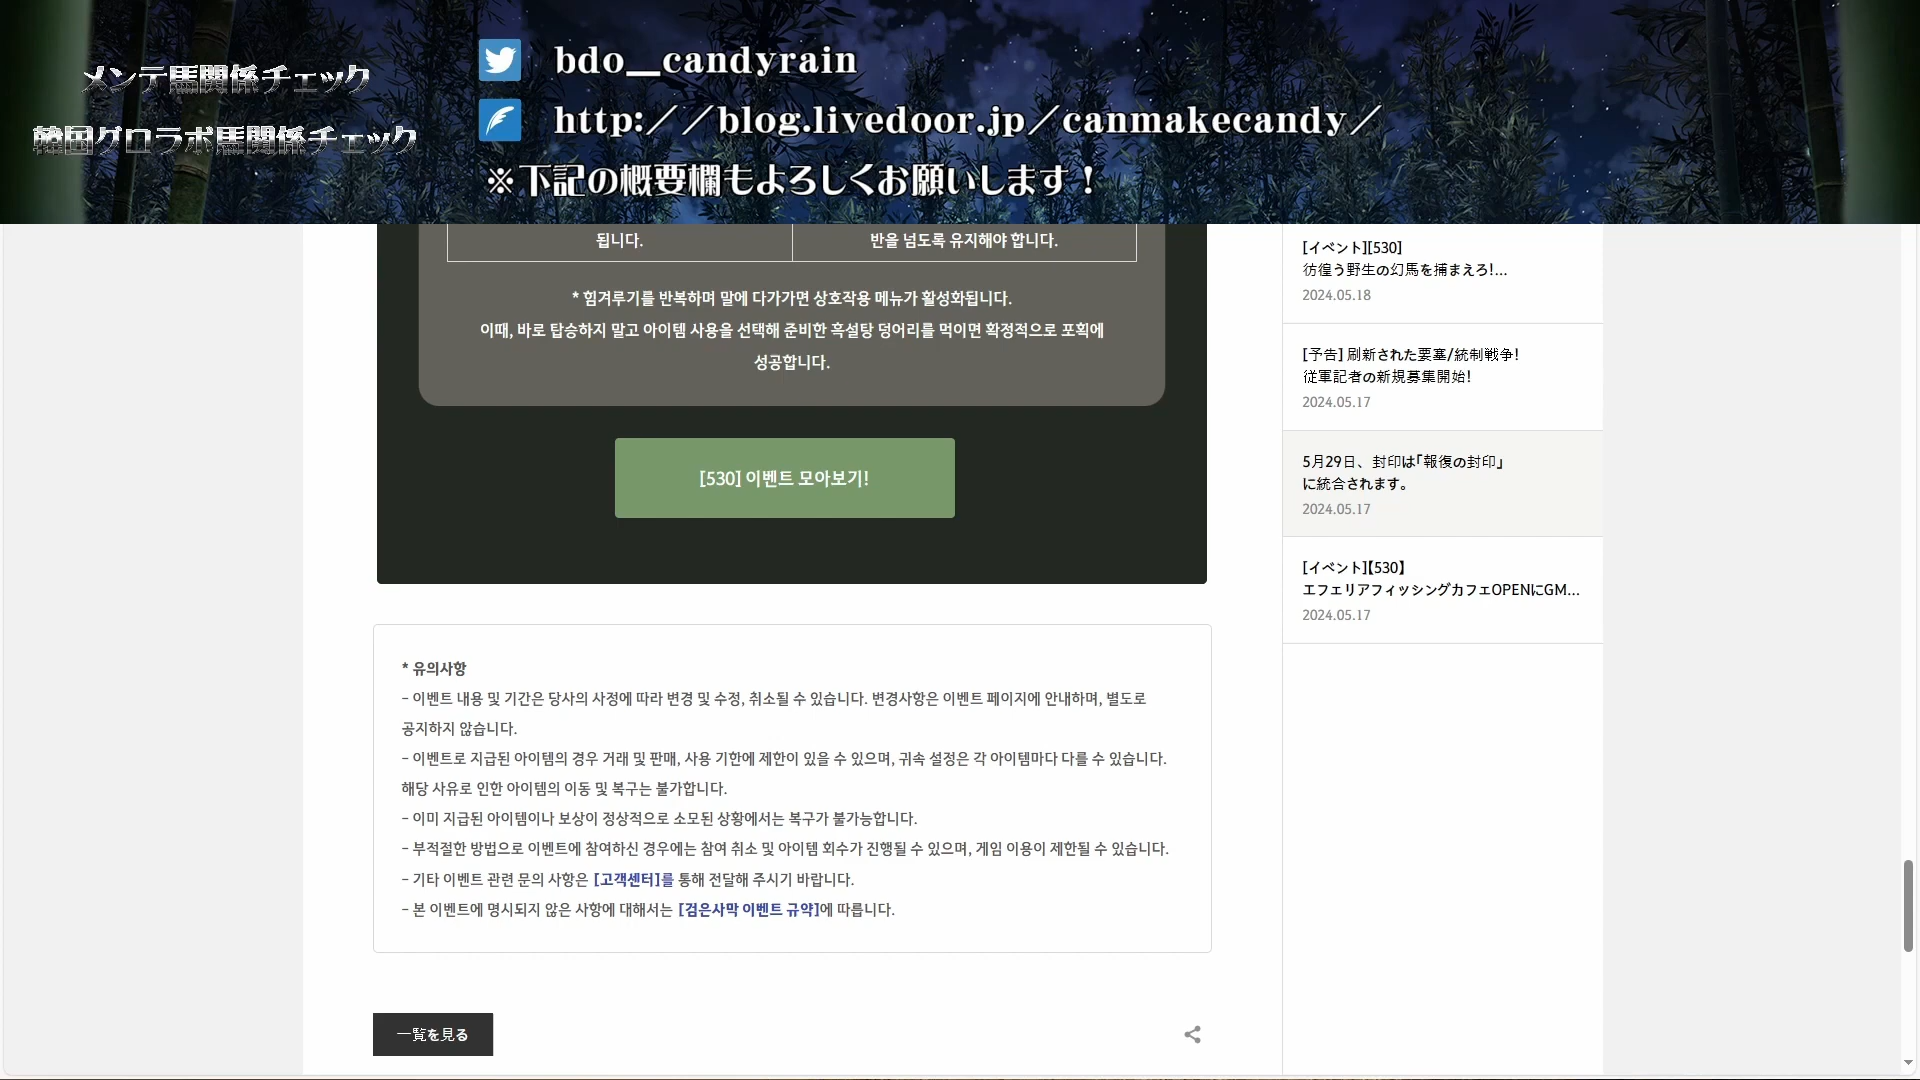 メンテ馬関係チェック
韓国グロラボ馬関係チェック
bdo__candyrain
http://blog.livedoor.jp/canmakecandy/
※下記の概要欄もよろしくお願いします!
됩니다.
반을 넘도록 유지해야 합니다.
* 힘겨루기를 반복하며 말에 다가가면 상호작용 메뉴가 활성화됩니다.
이때, 바로 탑승하지 말고 아이템 사용을 선택해 준비한 흑설탕 덩어리를 먹이면 확정적으로 포획에
성공합니다.
[530] 이벤트 모아보기!
* 유의사항
- 이벤트 내용 및 기간은 당사의 사정에 따라 변경 및 수정, 취소될 수 있습니다. 변경사항은 이벤트 페이지에 안내하며, 별도로
공지하지 않습니다.
- 이벤트로 지급된 아이템의 경우 거래 및 판매, 사용 기한에 제한이 있을 수 있으며, 귀속 설정은 각 아이템마다 다를 수 있습니다.
해당 사유로 인한 아이템의 이동 및 복구는 불가합니다.
- 이미 지급된 아이템이나 보상이 정상적으로 소모된 상황에서는 복구가 불가능합니다.
- 부적절한 방법으로 이벤트에 참여하신 경우에는 참여 취소 및 아이템 회수가 진행될 수 있으며, 게임 이용이 제한될 수 있습니다.
- 기타 이벤트 관련 문의 사항은 [고객센터]를 통해 전달해 주시기 바랍니다.
- 본 이벤트에 명시되지 않은 사항에 대해서는 [검은사막 이벤트 규약]에 따릅니다.
一覧を見る
[イベント][530]
彷徨う野生の幻馬を捕まえろ!...
2024.05.18
[予告] 刷新された要塞/統制戦争!
従軍記者の新規募集開始!
2024.05.17
5月29日、封印は「報復の封印」
に統合されます。
2024.05.17
[イベント]【530】
エフェリアフィッシングカフェOPENにGM...
2024.05.17